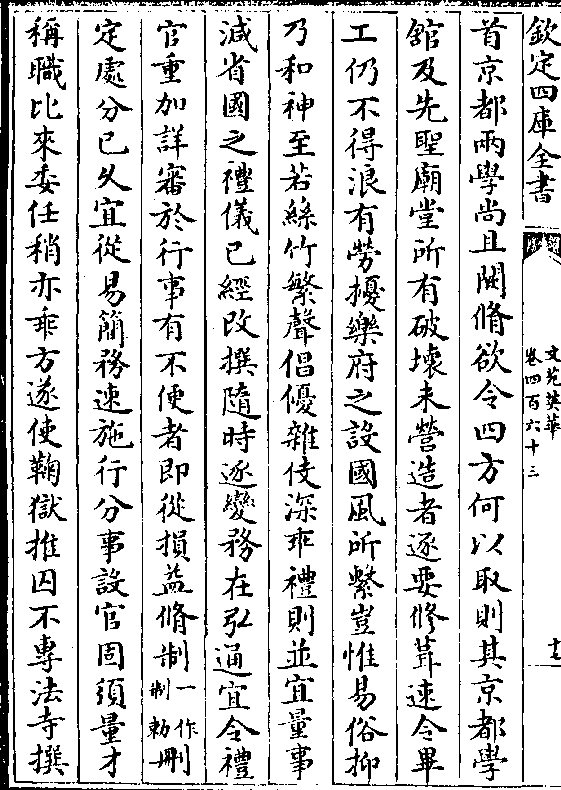 欽定四庫全書
文苑英華
卷四百六十三
首京都兩學尚且闕脩欲令四方何以取則其京都學
舘及先聖廟堂所有破壞未營造者逐要修葺速令畢
工仍不得浪有勞擾樂府之設國風所繫豈惟易俗抑
乃和神至若絲竹繁聲倡優雜伎深乖禮則並宜量事
減省國之禮儀已經改撰隨時逐變務在弘通宜令禮
官重加詳審於行事有不便者即從損益脩制一作制勅刪
定處分已久宜從易簡務速施行分事設官固須量才
稱職比來委任稍亦乖方遂使鞠獄推囚不專法寺撰